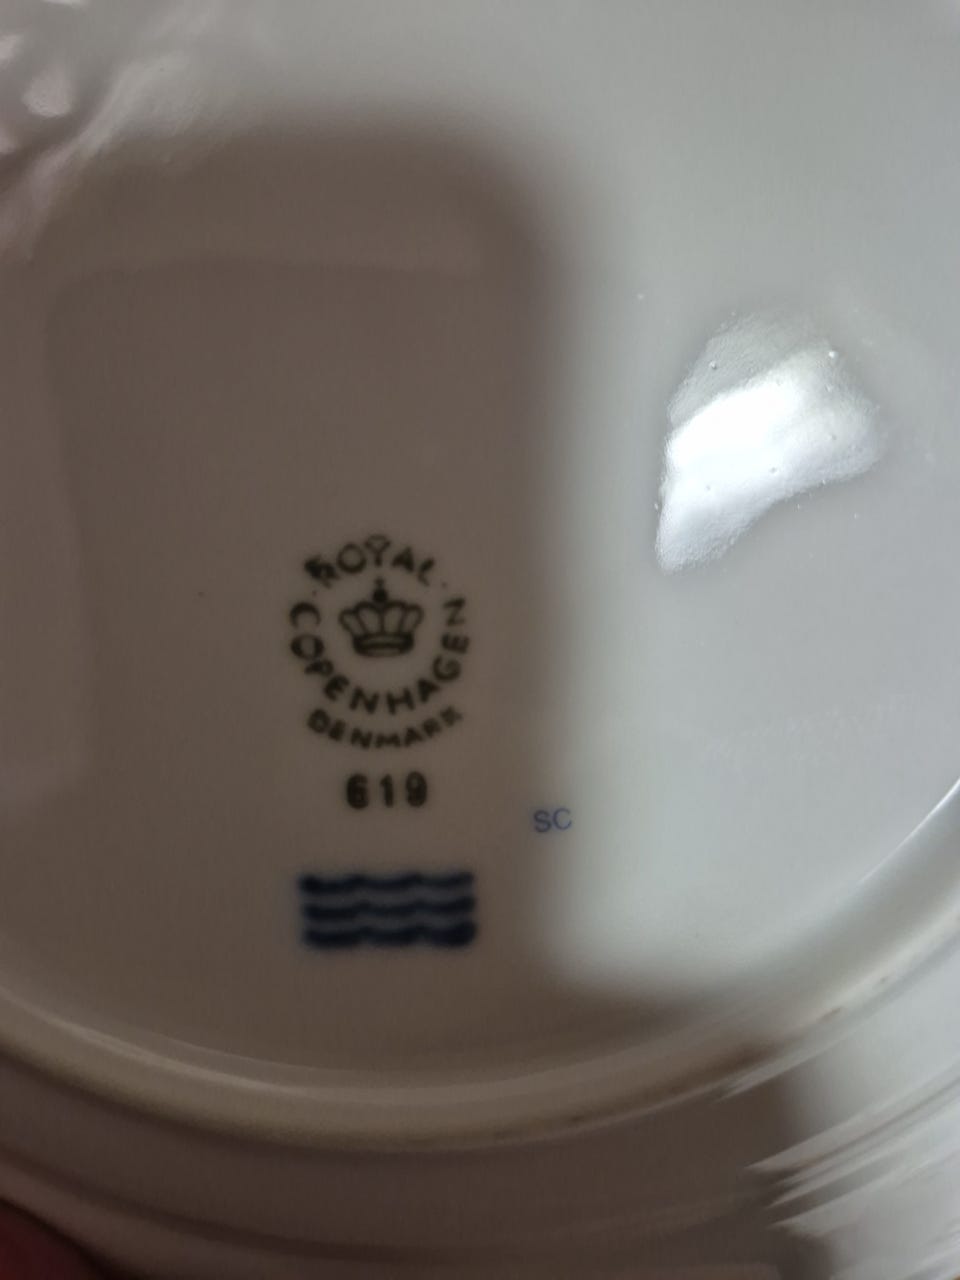 ROYAL
COPENHAGEN
DENMARK
619
SC